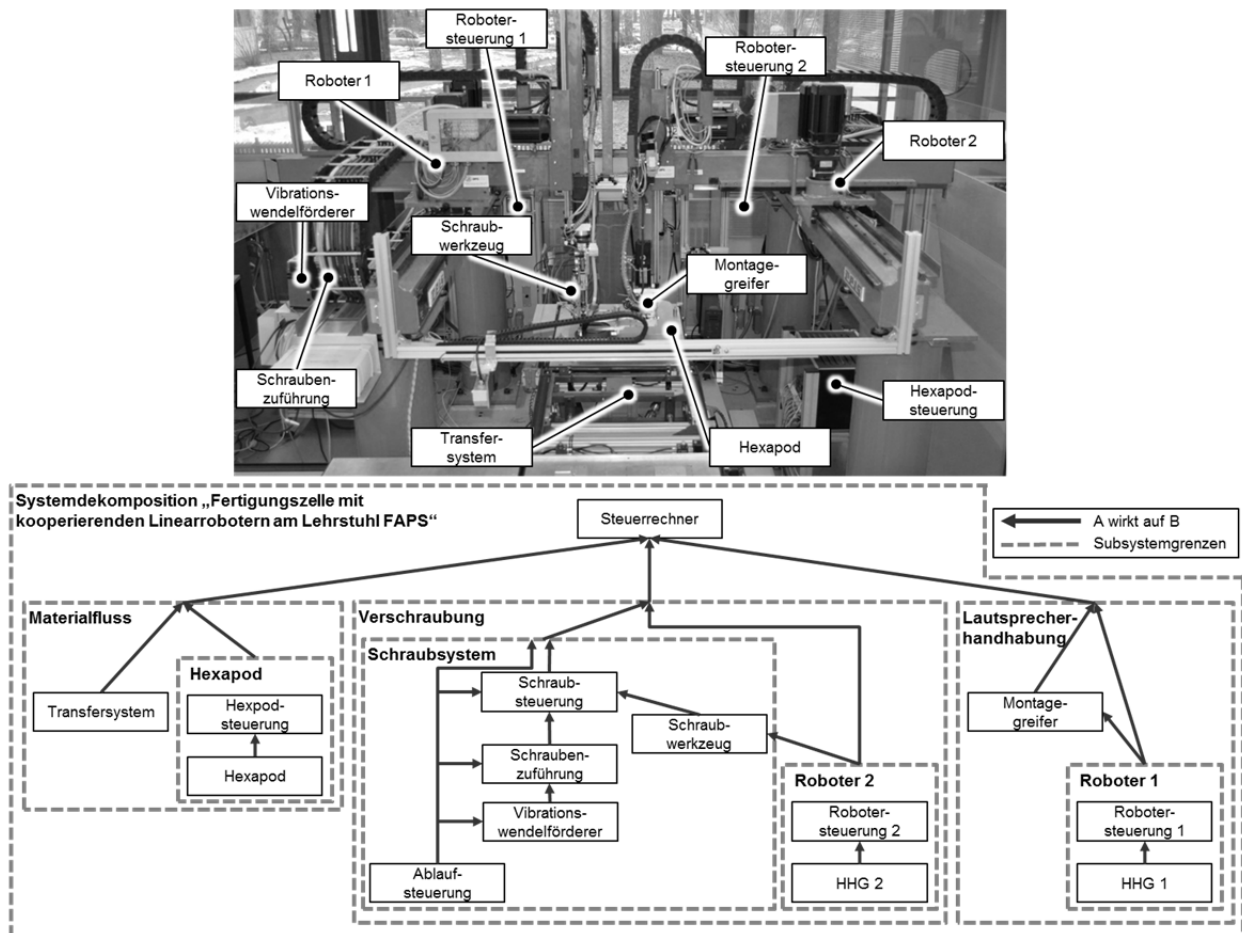 Roboter-
steuerung 1
Roboter-
steuerung 2
Roboter 1
Roboter 2
Vibrations-
wendelförderer
Schraub-
werkzeug
Montage-
greifer
Schrauben-
zuführung
Hexapod-
steuerung
Transfer-
system
Hexapod
Systemdekomposition „Fertigungszelle mit
kooperierenden Linearrobotern am Lehrstuhl FAPS“
Steuerrechner
A wirkt auf B
Subsystemgrenzen
Materialfluss
Transfersystem
Hexapod
Hexpod-
steuerung
Hexapod
Verschraubung
Schraubsystem
Schraub-
steuerung
Schraub-
werkzeug
Schrauben-
zuführung
Vibrations-
wendelförderer
Ablauf-
steuerung
Roboter 2
Roboter-
steuerung 2
HHG 2
Lautsprecher-
handhabung
Montage-
greifer
Roboter 1
Roboter-
steuerung 1
HHG 1